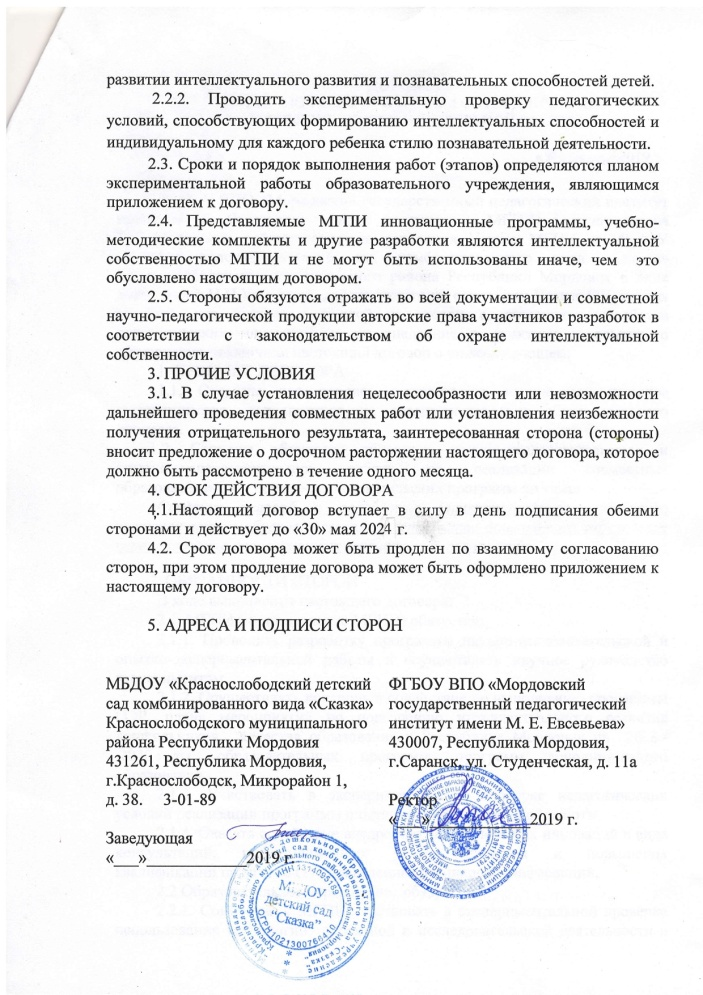 развитии интеллектуального развития и познавательных способностей детей.
2.2.2. Проводить экспериментальную проверку педагогических
условий, способствующих формированию интеллектуальных способностей и
индивидуальному для каждого ребенка стилю познавательной деятельности.
2.3. Сроки и порядок выполнения работ (этапов) определяются планом
экспериментальной работы образовательного учреждения, являющимся
приложением к договору.
2.4. Представляемые МГПИ инновационные программы, учебно-
методические комплекты и другие разработки являются интеллектуальной
собственностью МГПИ и не могут быть использованы иначе, чем это
обусловлено настоящим договором.
2.5. Стороны обязуются отражать во всей документации и совместной
научно-педагогической продукции авторские права участников разработок в
соответствии с законодательством об охране интеллектуальной
собственности.
3. ПРОЧИЕ УСЛОВИЯ
3.1. В случае установления нецелесообразности или невозможности
дальнейшего проведения совместных работ или установления неизбежности
получения отрицательного результата, заинтересованная сторона (стороны)
вносит предложение о досрочном расторжении настоящего договора, которое
должно быть рассмотрено в течение одного месяца.
4. СРОК ДЕЙСТВИЯ ДОГОВОРА
4.1.Настоящий договор вступает в силу в день подписания обеими
сторонами и действует до «30» мая 2024 г.
4.2. Срок договора может быть продлен по взаимному согласованию
сторон, при этом продление договора может быть оформлено приложением к
настоящему договору.
5. АДРЕСА И ПОДПИСИ СТОРОН
МБДОУ «Краснослободский детский
сад комбинированного вида «Сказка»
Краснослободского муниципального
района Республики Мордовия
431261, Республика Мордовия,
г.Краснослободск, Микрорайон 1,
д. 38. 3-01-89
Заведующая
«___»_____________2019 г.
МБДОУ
детский сад
"Сказка"
ФГБОУ ВПО «Мордовский
государственный педагогический
институт имени М. Е. Евсевьева»
430007, Республика Мордовия,
г.Саранск, ул. Студенческая, д. 11а
Ректор
«___»_____________2019 г.